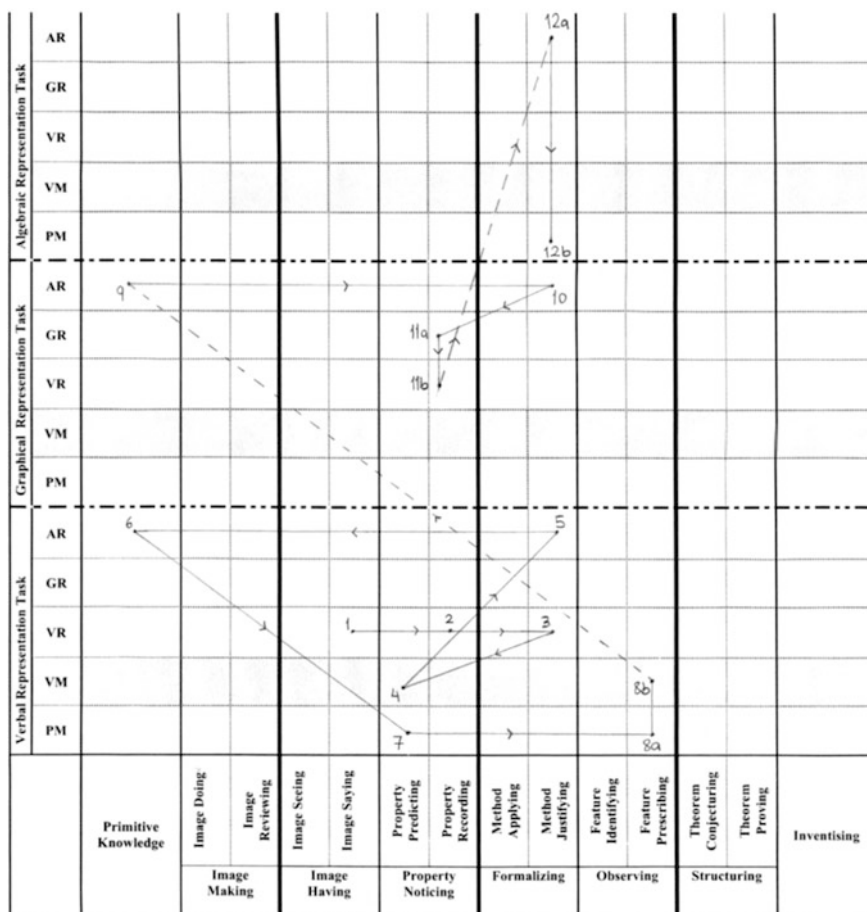 Algebraic Representation Task
AR
12a
GR
VR
VM
PM
12b
Graphical Representation Task
AR
9
10
GR
11a
VR
11b
VM
PM
Verbal Representation Task
AR
6
5
GR
VR
1
2
3
VM
4
8b
PM
7
8a
Primitive
Knowledge
Image Doing
Image
Reviewing
Image Seeing
Image Saying
Property
Predicting
Property
Recording
Method
Applying
Method
Justifying
Feature
Identifying
Feature
Prescribing
Theorem
Conjecturing
Theorem
Proving
Inventising
Image
Making
Image
Having
Property
Noticing
Formalizing
Observing
Structuring